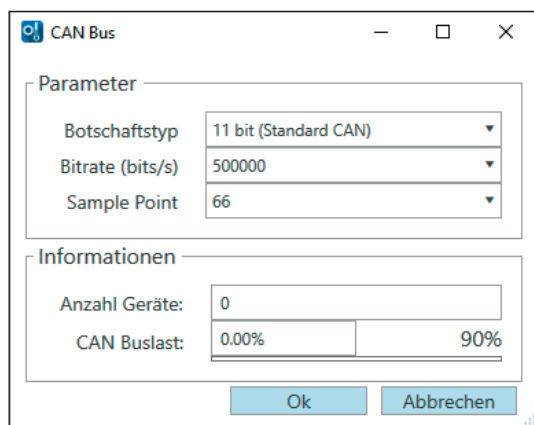 CAN Bus
Parameter
Botschaftstyp 11 bit (Standard CAN)
Bitrate (bits/s) 500000
Sample Point 66
Informationen
Anzahl Geräte: 0
CAN Buslast: 0.00% 90%
Ok Abbrechen